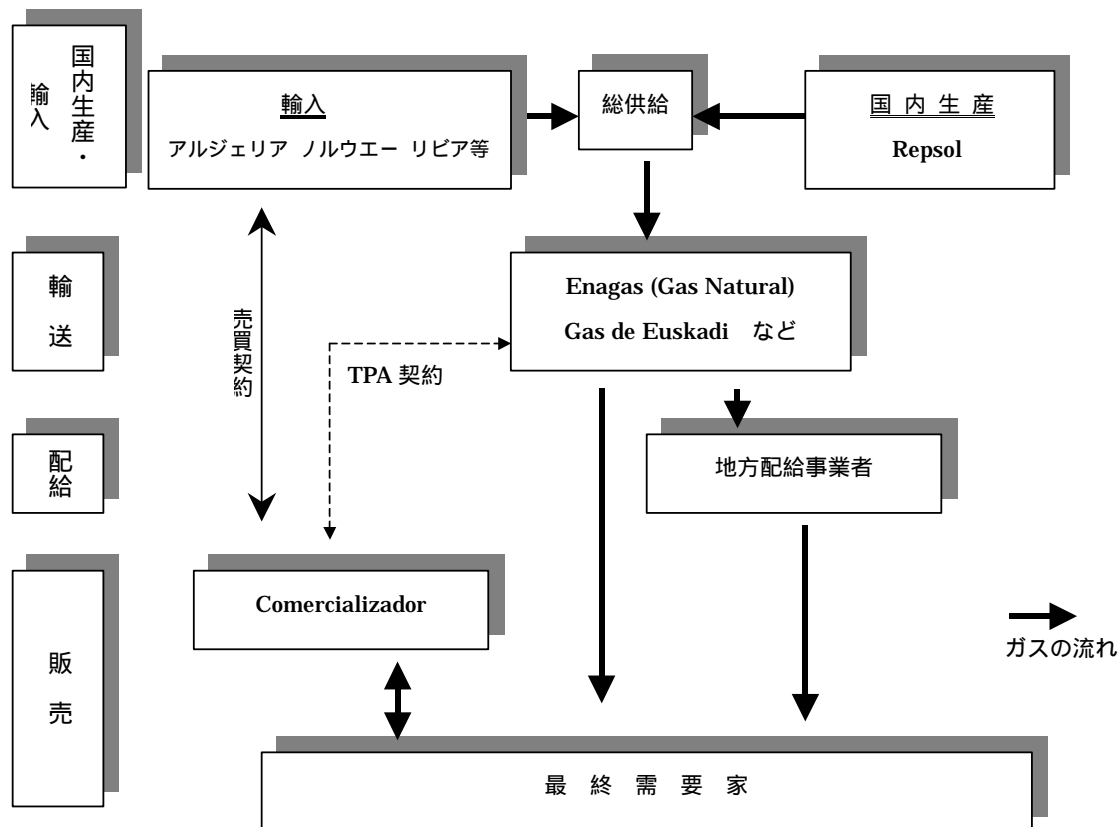 国内生産・
輸入
輸入
アルジェリア ノルウエー リビア等
総供給
国 内 生 産
Repsol
輸
送
Enagas (Gas Natural)
Gas de Euskadi など
売買契約
TPA 契約
配
給
地方配給事業者
販
売
Comercializador
ガスの流れ
最 終 需 要 家